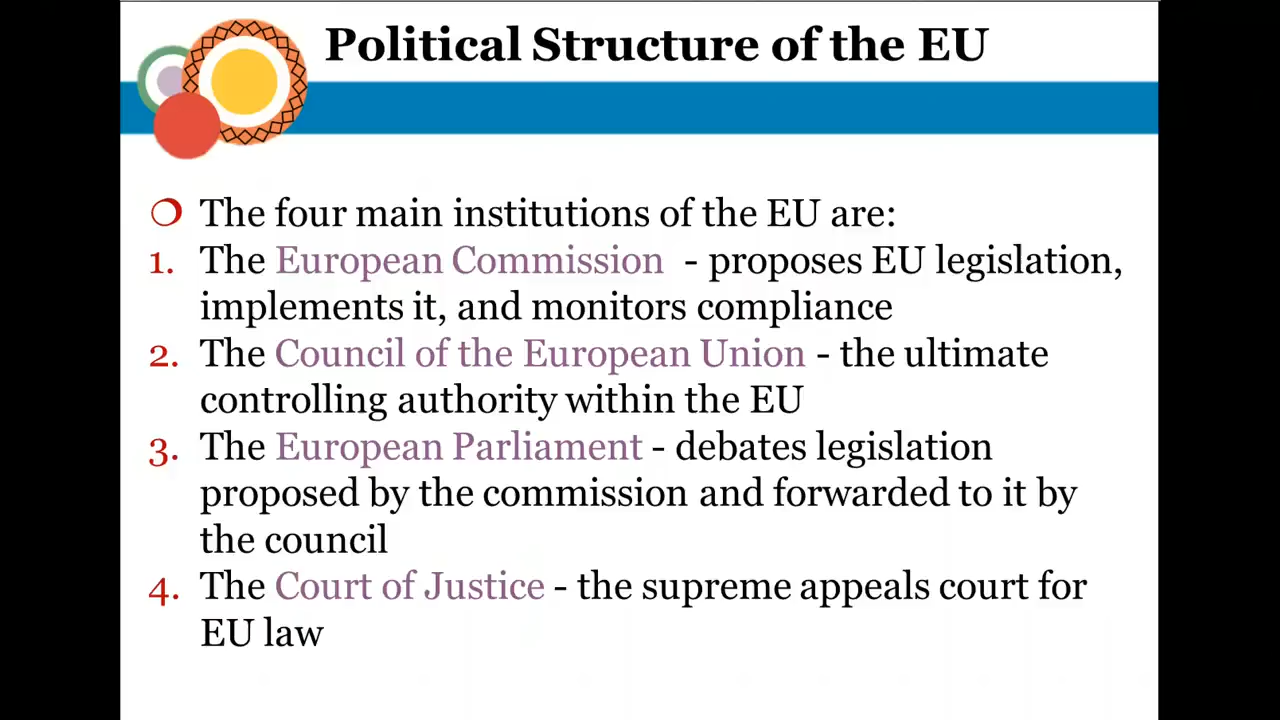 Political Structure of the EU
The four main institutions of the EU are:
1. The European Commission - proposes EU legislation,
implements it, and monitors compliance
2. The Council of the European Union - the ultimate
controlling authority within the EU
3. The European Parliament - debates legislation
proposed by the commission and forwarded to it by
the council
4. The Court of Justice - the supreme appeals court for
EU law